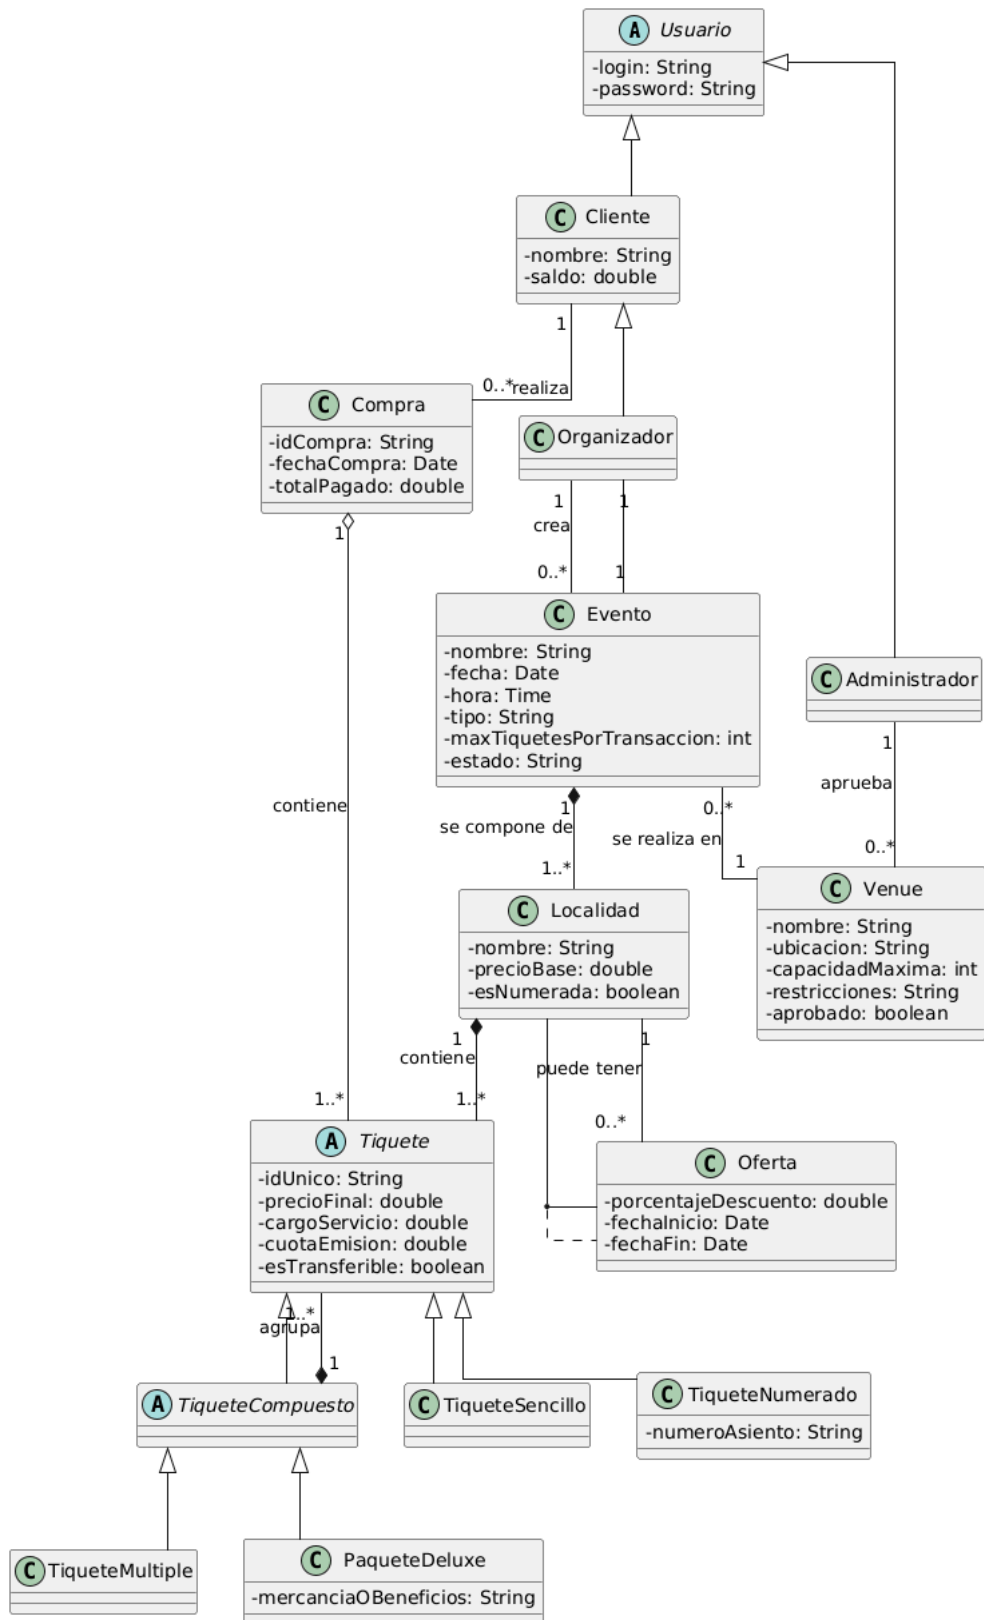 A Usuario
-login: String
-password: String
C Cliente
-nombre: String
-saldo: double
1
0..*
realiza
C Compra
-idCompra: String
-fechaCompra: Date
-totalPagado: double
C Organizador
1
1
1
crea
0..*
1
C Evento
-nombre: String
-fecha: Date
-hora: Time
-tipo: String
-maxTiquetesPorTransaccion: int
-estado: String
C Administrador
1
aprueba
0..*
contiene
1
se compone de
1..*
0..*
se realiza en
1
C Venue
-nombre: String
-ubicacion: String
-capacidadMaxima: int
-restricciones: String
-aprobado: boolean
C Localidad
-nombre: String
-precioBase: double
-esNumerada: boolean
1
contiene
1..*
1..*
1
puede tener
0..*
A Tiquete
-idUnico: String
-precioFinal: double
-cargoServicio: double
-cuotaEmision: double
-esTransferible: boolean
C Oferta
-porcentajeDescuento: double
-fechaInicio: Date
-fechaFin: Date
1..*
agrupa
1
A TiqueteCompuesto
C TiqueteSencillo
C TiqueteNumerado
-numeroAsiento: String
C TiqueteMultiple
C PaqueteDeluxe
-mercanciaOBeneficios: String